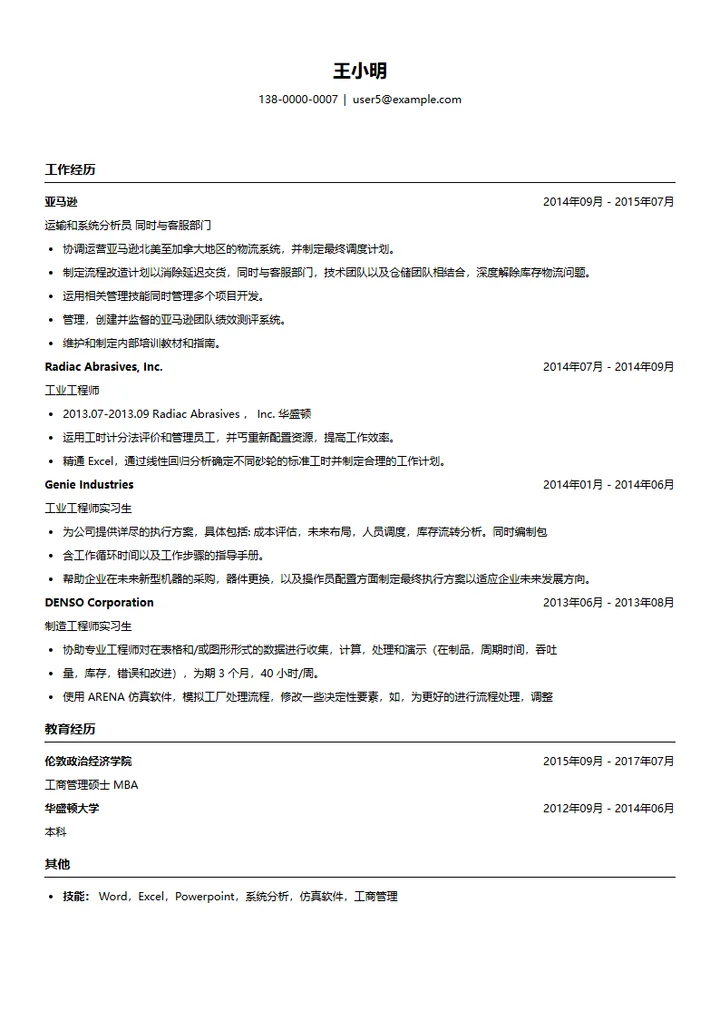 王小明
138-0000-0007 | user5@example.com
工作经历
亚马逊 2014年09月 - 2015年07月
运输和系统分析员 同时与客服部门
• 协调运营亚马逊北美至加拿大地区的物流系统，并制定最终调度计划。
• 制定流程改造计划以消除延迟交货，同时与客服部门，技术团队以及仓储团队相结合，深度解除库存物流问题。
• 运用相关管理技能同时管理多个项目开发。
• 管理，创建并监督的亚马逊团队绩效测评系统。
• 维护和制定内部培训教材和指南。
Radiac Abrasives, Inc. 2014年07月 - 2014年09月
工业工程师
• 2013.07-2013.09 Radiac Abrasives ， Inc. 华盛顿
• 运用工时计分法评价和管理员工，并丐重新配置资源，提高工作效率。
• 精通 Excel，通过线性回归分析确定不同砂轮的标准工时并制定合理的工作计划。
Genie Industries 2014年01月 - 2014年06月
工业工程师实习生
• 为公司提供详尽的执行方案，具体包括: 成本评估，未来布局，人员调度，库存流转分析。同时编制包
• 含工作循环时间以及工作步骤的指导手册。
• 帮助企业在未来新型机器的采购，器件更换，以及操作员配置方面制定最终执行方案以适应企业未来发展方向。
DENSO Corporation 2013年06月 - 2013年08月
制造工程师实习生
• 协助专业工程师对在表格和/或图形形式的数据进行收集，计算，处理和演示（在制品，周期时间，吞吐
• 量，库存，错误和改进），为期 3 个月，40 小时/周。
• 使用 ARENA 仿真软件，模拟工厂处理流程，修改一些决定性要素，如，为更好的进行流程处理，调整
教育经历
伦敦政治经济学院 2015年09月 - 2017年07月
工商管理硕士 MBA
华盛顿大学 2012年09月 - 2014年06月
本科
其他
• 技能： Word，Excel，Powerpoint，系统分析，仿真软件，工商管理